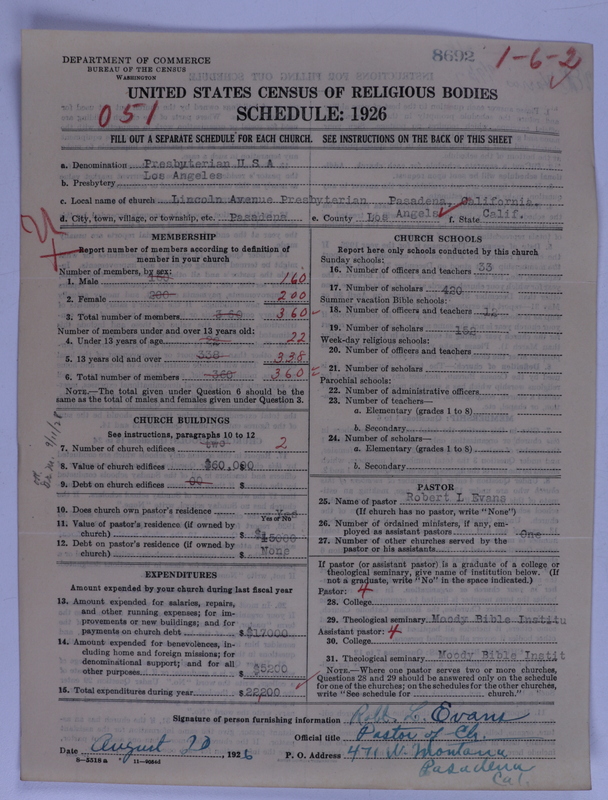 DEPARTMENT OF COMMERCE
BUREAU OF THE CENSUS
WASHINGTON
8692
1-6-2
UNITED STATES CENSUS OF RELIGIOUS BODIES
SCHEDULE: 1926
051
FILL OUT A SEPARATE SCHEDULE FOR EACH CHURCH. SEE INSTRUCTIONS ON THE BACK OF THIS SHEET
a. Denomination Presbyterian U S A
b. Presbytery Los Angeles
c. Local name of church Lincoln Avenue Presbyterian Pasadena, California.
d. City, town, village, or township, etc. Pasadena e. County Los Angels f. State Calif.
MEMBERSHIP
Report number of members according to definition of
member in your church
Number of members, by sex:
1. Male 160 160
2. Female 200 200
3. Total number of members 360 360
Number of members under and over 13 years old:
4. Under 13 years of age 22 22
5. 13 years old and over 338 338
6. Total number of members 360 360
NOTE.—The total given under Question 6 should be
the same as the total of males and females given under Question 3.
CHURCH BUILDINGS
See instructions, paragraphs 10 to 12
7. Number of church edifices two 2
8. Value of church edifices $60,000 $
9. Debt on church edifices 00 $
10. Does church own pastor's residence Yes
Yes or No
11. Value of pastor's residence (if owned by
church) $ $15000
12. Debt on pastor's residence (if owned by
church) $ None
EXPENDITURES
Amount expended by your church during last fiscal year
13. Amount expended for salaries, repairs,
and other running expenses; for im-
provements or new buildings; and for
payments on church debt $ $17000
14. Amount expended for benevolences, in-
cluding home and foreign missions; for
denominational support; and for all
other purposes $ $5200
15. Total expenditures during year $ 22,200
CHURCH SCHOOLS
Report here only schools conducted by this church
Sunday schools:
16. Number of officers and teachers 33
17. Number of scholars 420
Summer vacation Bible schools:
18. Number of officers and teachers 12
19. Number of scholars 152
Week-day religious schools:
20. Number of officers and teachers
21. Number of scholars
Parochial schools:
22. Number of administrative officers
23. Number of teachers—
a. Elementary (grades 1 to 8)
b. Secondary
24. Number of scholars—
a. Elementary (grades 1 to 8)
b. Secondary
PASTOR
25. Name of pastor Robert L Evans
(If church has no pastor, write "None")
26. Number of ordained ministers, if any, em-
ployed as assistant pastors One
27. Number of other churches served by the
pastor or his assistants
If pastor (or assistant pastor) is a graduate of a college or
theological seminary, give name of institution below. (If
not a graduate, write "No" in the space indicated.)
Pastor: 4
28. College
29. Theological seminary Moody Bible Institu
Assistant pastor: 4
30. College
31. Theological seminary Moody Bible Instit
NOTE.—Where one pastor serves two or more churches,
Questions 28 and 29 should be answered only on the schedule
for one of the churches; on the schedules for the other churches,
write "See schedule for church."
Signature of person furnishing information Robt. L. Evans
Official title Pastor of Ch.
Date August 20, 1926 P. O. Address 471 N. Montana
Pasadena
Cal.
8-5318 a